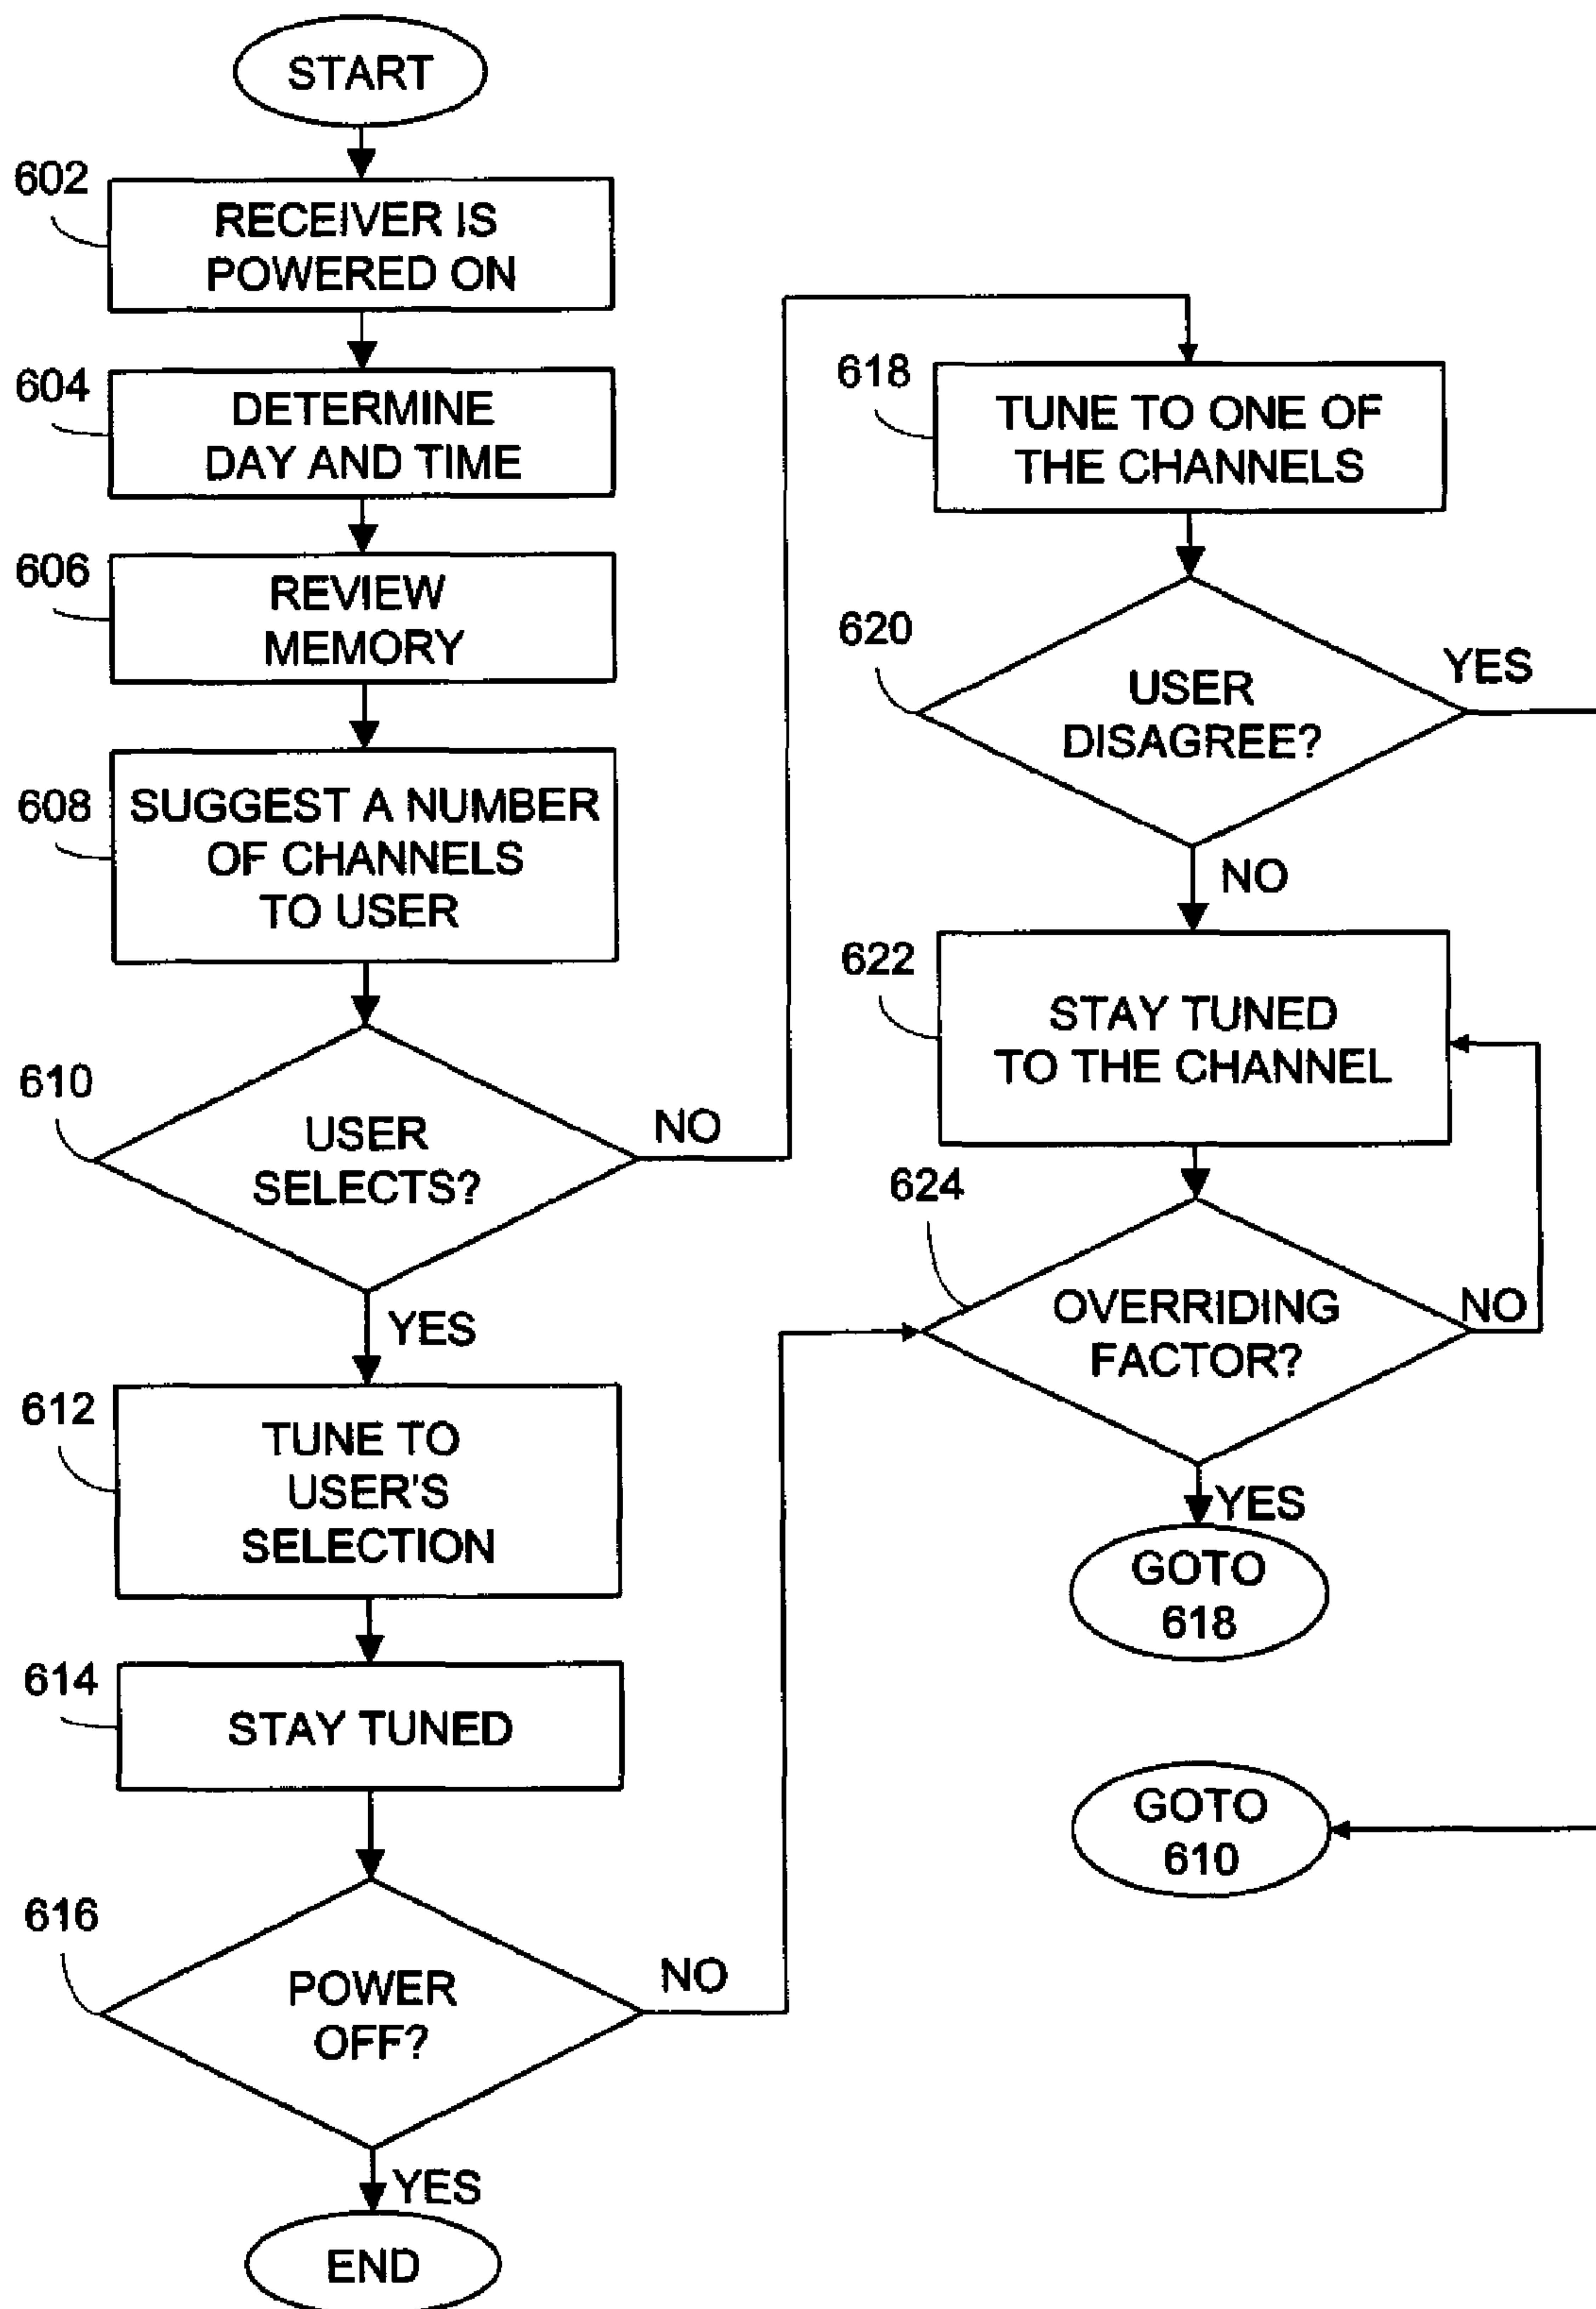 START
602
RECEIVER IS
POWERED ON
604
DETERMINE
DAY AND TIME
606
REVIEW
MEMORY
608
SUGGEST A NUMBER
OF CHANNELS
TO USER
610
USER
SELECTS?
NO
YES
612
TUNE TO
USER'S
SELECTION
614
STAY TUNED
616
POWER
OFF?
NO
YES
END
618
TUNE TO ONE OF
THE CHANNELS
620
USER
DISAGREE?
YES
NO
622
STAY TUNED
TO THE CHANNEL
624
OVERRIDING
FACTOR?
NO
YES
GOTO
618
GOTO
610